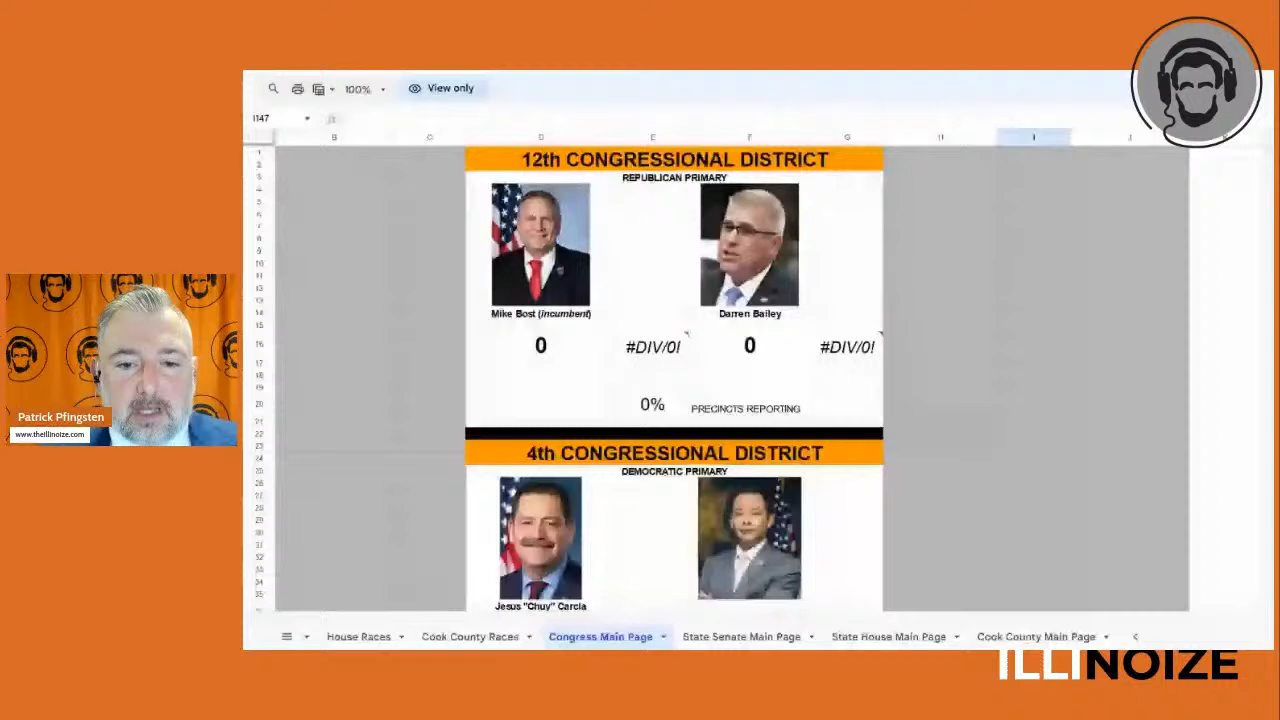 100%
View only
I147
12th CONGRESSIONAL DISTRICT
REPUBLICAN PRIMARY
Mike Bost (incumbent)
Darren Bailey
0
#DIV/0!
0
#DIV/0!
0%
PRECINCTS REPORTING
4th CONGRESSIONAL DISTRICT
DEMOCRATIC PRIMARY
Jesus "Chuy" Garcia
House Races
Cook County Races
Congress Main Page
State Senate Main Page
State House Main Page
Cook County Main Page
Patrick Pfingsten
www.theillinoize.com
ILLINOIZE